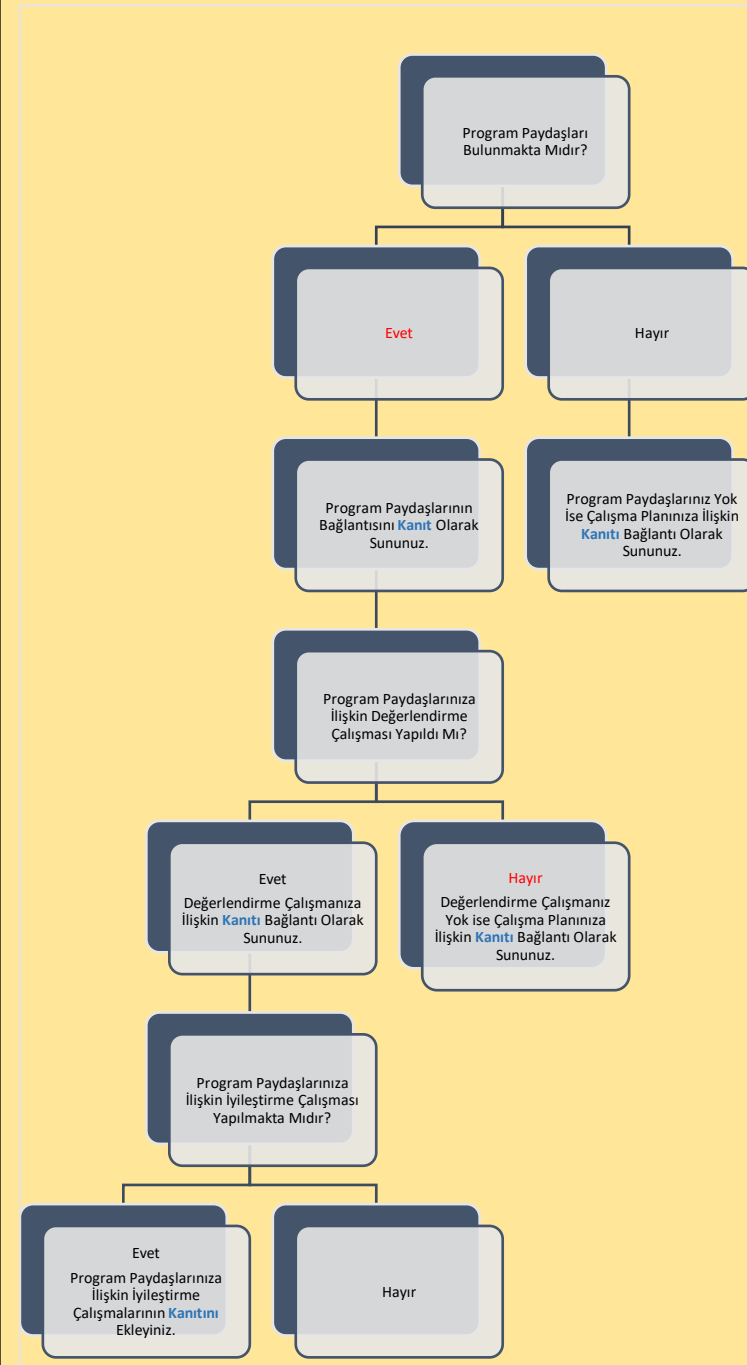 Program Paydaşları
Bulunmakta Mıdır?
Evet
Hayır
Program Paydaşlarının
Bağlantısını Kanıt Olarak
Sununuz.
Program Paydaşlarınız Yok
İse Çalışma Planınıza İlişkin
Kanıtı Bağlantı Olarak
Sununuz.
Program Paydaşlarınıza
İlişkin Değerlendirme
Çalışması Yapıldı Mı?
Evet
Değerlendirme Çalışmanıza
İlişkin Kanıtı Bağlantı Olarak
Sununuz.
Hayır
Değerlendirme Çalışmanız
Yok ise Çalışma Planınıza
İlişkin Kanıtı Bağlantı Olarak
Sununuz.
Program Paydaşlarınıza
İlişkin İyileştirme Çalışması
Yapılmakta Mıdır?
Evet
Program Paydaşlarınıza
İlişkin İyileştirme
Çalışmalarının Kanıtını
Ekleyiniz.
Hayır